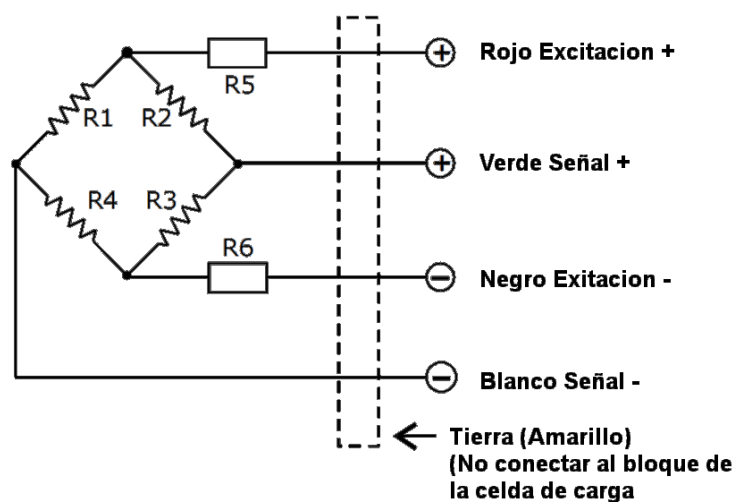 R5
Rojo Excitacion +
R1
R2
Verde Señal +
R4
R3
R6
Negro Exitacion -
Blanco Señal -
Tierra (Amarillo)
(No conectar al bloque de
la celda de carga